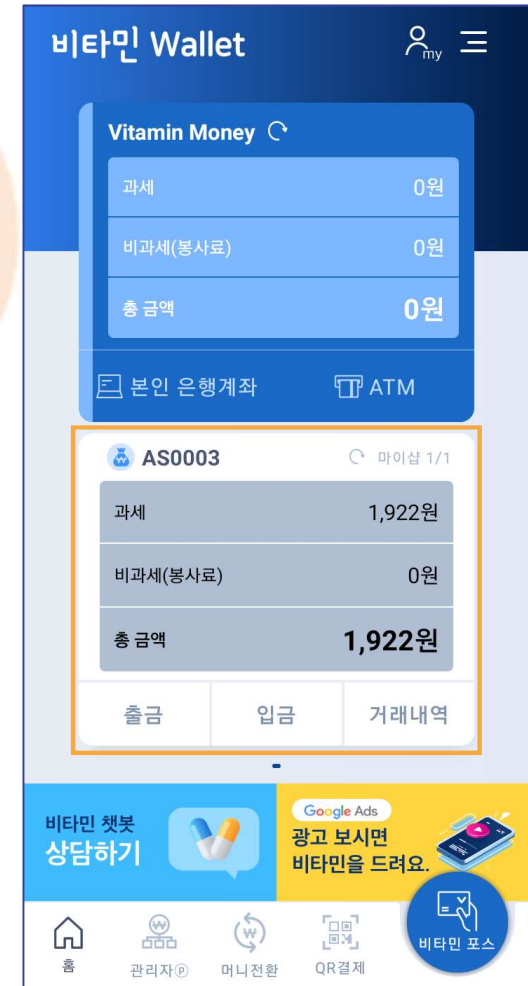 비타민 Wallet
my
Vitamin Money
과세 0원
비과세(봉사료) 0원
총 금액 0원
본인 은행계좌 ATM
AS0003 마이샵 1/1
과세 1,922원
비과세(봉사료) 0원
총 금액 1,922원
출금 입금 거래내역
비타민 챗봇
상담하기
Google Ads
광고 보시면
비타민을 드려요.
홈 관리자ⓟ 머니전환 QR결제 비타민 포스